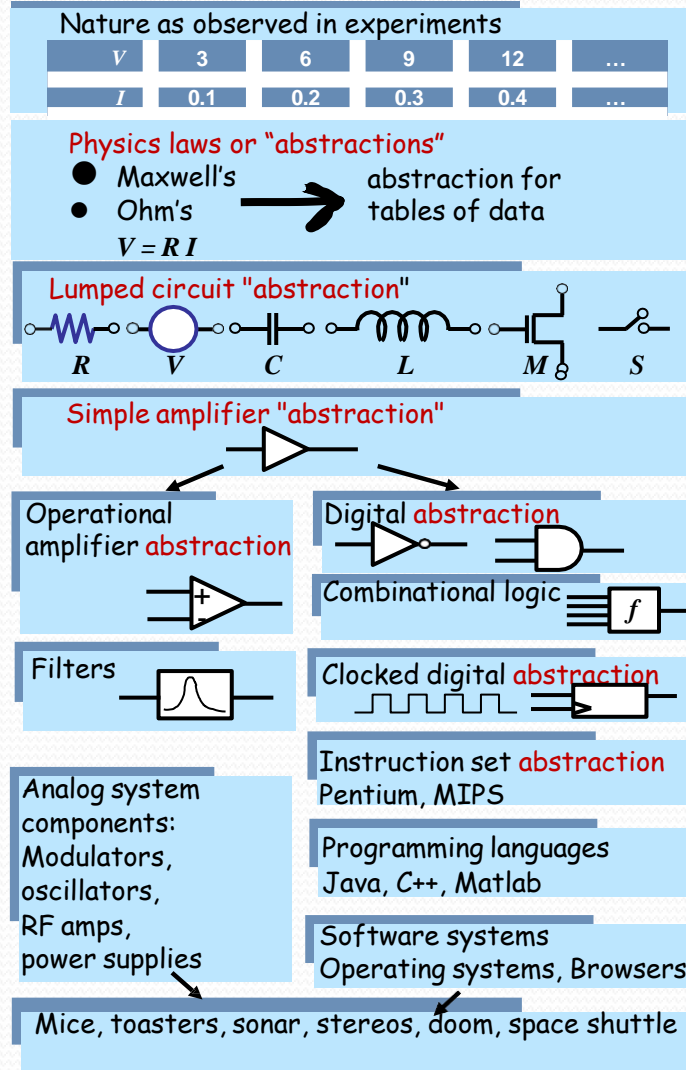 Nature as observed in experiments
V 3 6 9 12 …
I 0.1 0.2 0.3 0.4 …
Physics laws or “abstractions”
● Maxwell’s
● Ohm’s
V = R I
abstraction for
tables of data
Lumped circuit "abstraction"
R V C L M S
Simple amplifier "abstraction"
Operational
amplifier abstraction
+
-
Filters
Analog system
components:
Modulators,
oscillators,
RF amps,
power supplies
Digital abstraction
Combinational logic
f
Clocked digital abstraction
Instruction set abstraction
Pentium, MIPS
Programming languages
Java, C++, Matlab
Software systems
Operating systems, Browsers
Mice, toasters, sonar, stereos, doom, space shuttle